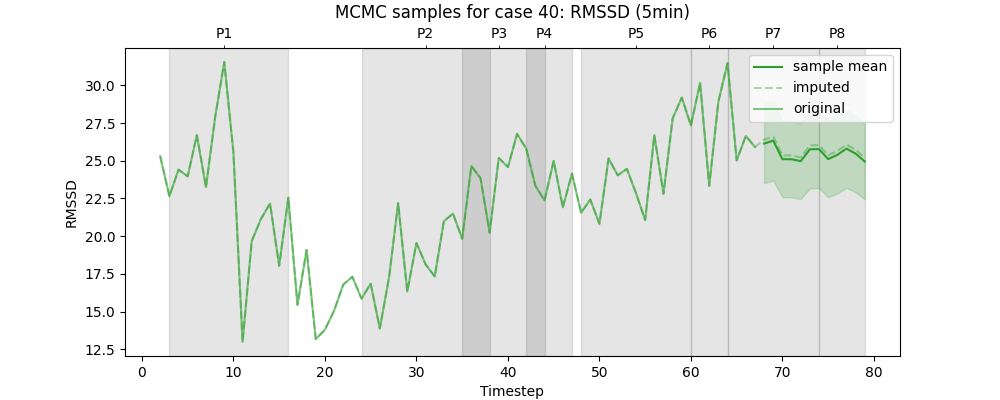 MCMC samples for case 40: RMSSD (5min)
P1 P2 P3 P4 P5 P6 P7 P8
sample mean
imputed
original
RMSSD
30.0
27.5
25.0
22.5
20.0
17.5
15.0
12.5
0 10 20 30 40 50 60 70 80
Timestep